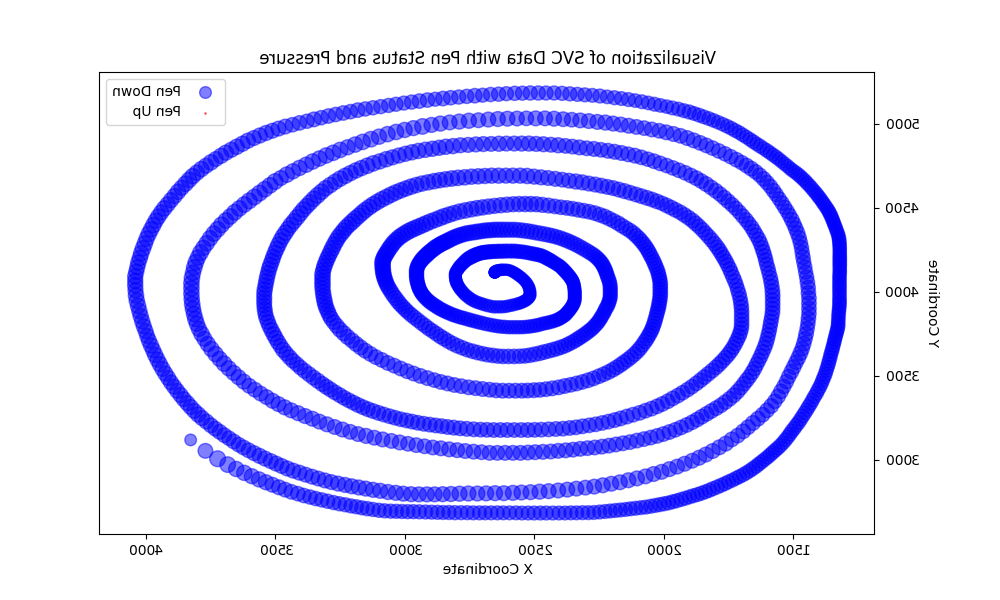 Visualization of SVC Data with Pen Status and Pressure
Pen Down
Pen Up
5000
4500
4000
3500
3000
Y Coordinate
4000
3500
3000
2500
2000
1500
X Coordinate